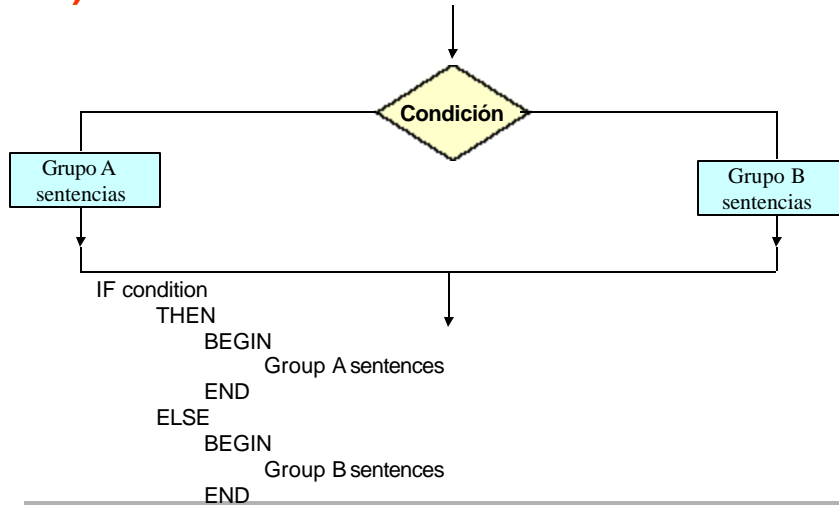 Condición
Grupo A
sentencias
Grupo B
sentencias
IF condition
THEN
BEGIN
Group A sentences
END
ELSE
BEGIN
Group B sentences
END